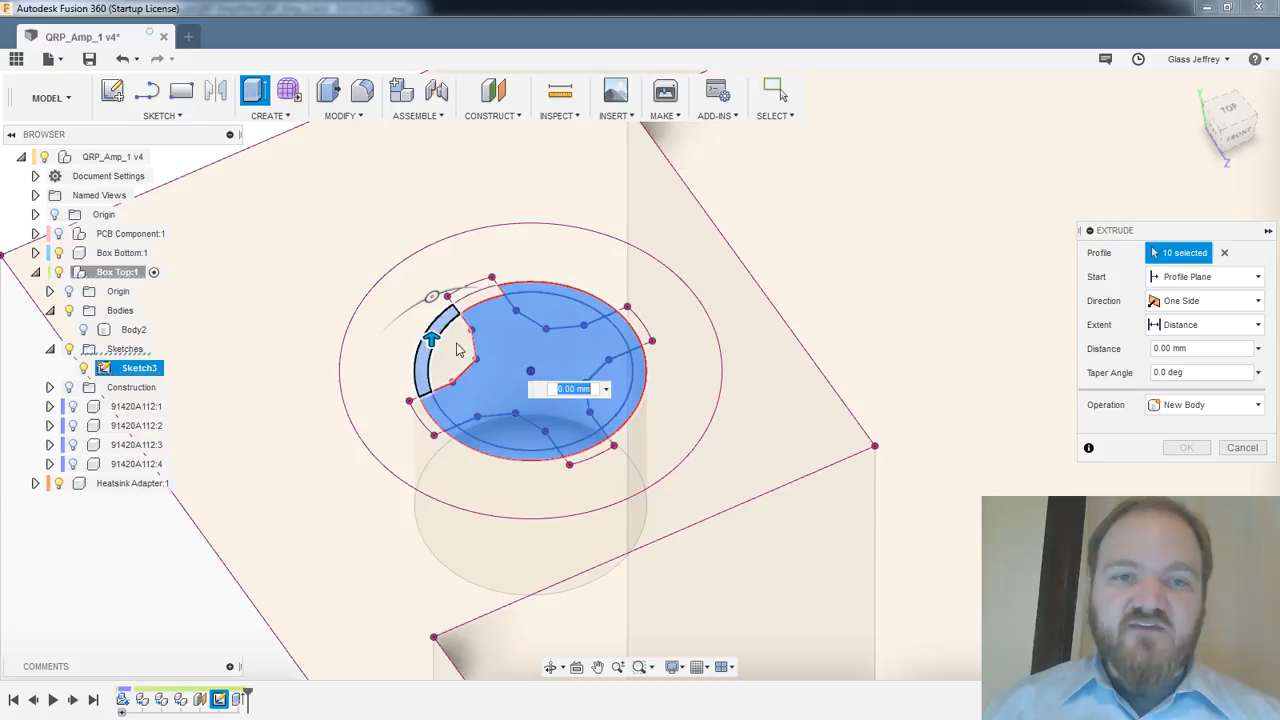 Autodesk Fusion 360 (Startup License)
QRP_Amp_1 v4*
Glass Jeffrey
MODEL
SKETCH
CREATE
MODIFY
ASSEMBLE
CONSTRUCT
INSPECT
INSERT
MAKE
ADD-INS
SELECT
TOP
FRONT
Y
Z
BROWSER
QRP_Amp_1 v4
Document Settings
Named Views
Origin
PCB Component:1
Box Bottom:1
Box Top:1
Origin
Bodies
Body2
Sketches
Sketch3
Construction
91420A112:1
91420A112:2
91420A112:3
91420A112:4
Heatsink Adapter:1
0.00 mm
EXTRUDE
Profile 10 selected
Start Profile Plane
Direction One Side
Extent Distance
Distance 0.00 mm
Taper Angle 0.0 deg
Operation New Body
OK Cancel
COMMENTS